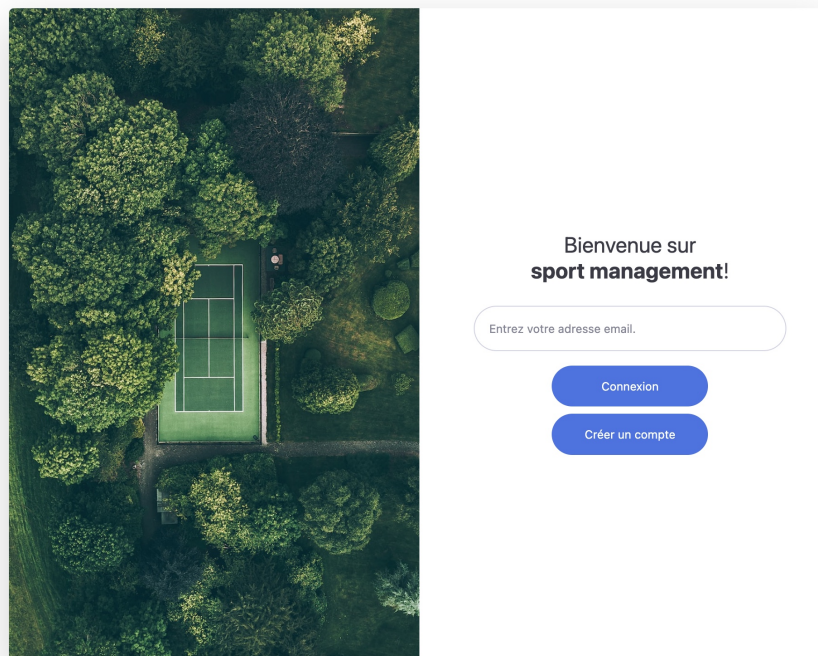 Bienvenue sur
sport management!
Entrez votre adresse email.
Connexion
Créer un compte